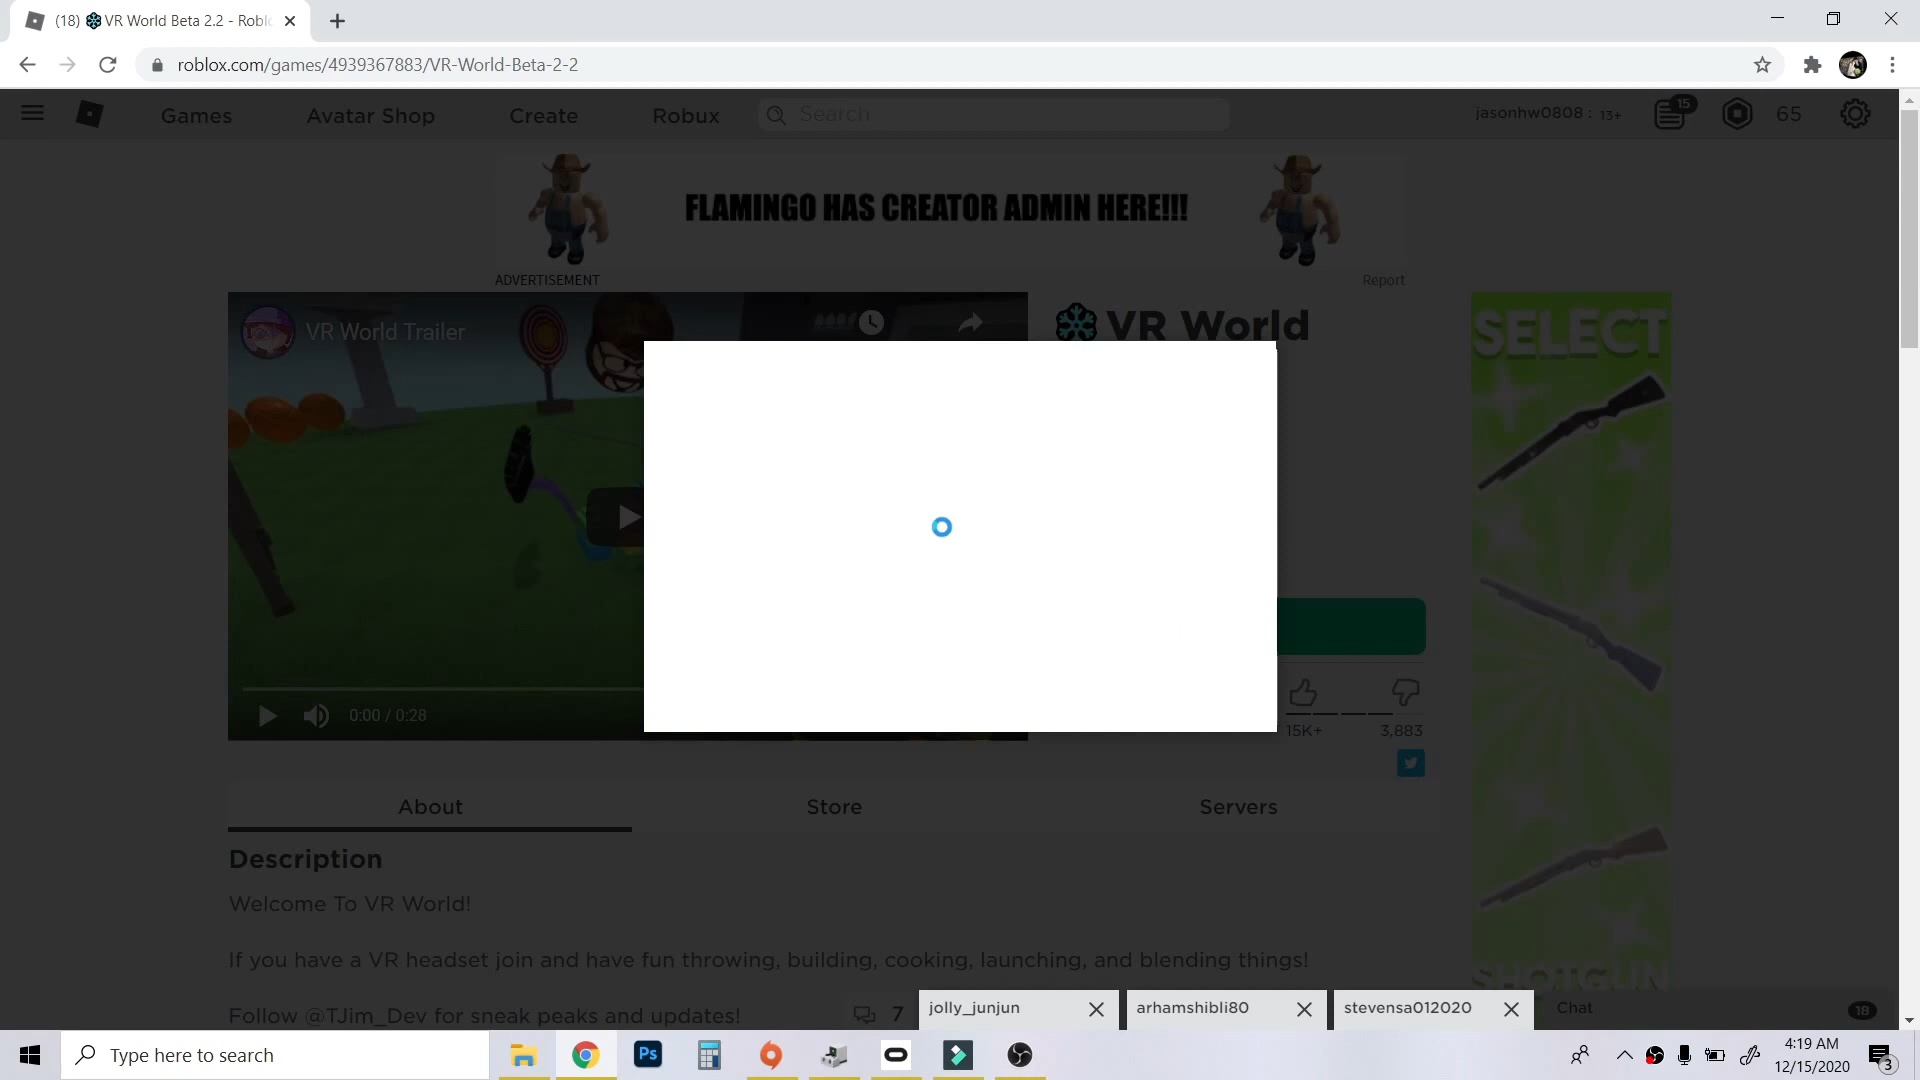 (18) VR World Beta 2.2 - Robl
roblox.com/games/4939367883/VR-World-Beta-2-2
Games
Avatar Shop
Create
Robux
Search
jasonhw0808 : 13+
15
65
FLAMINGO HAS CREATOR ADMIN HERE!!!
ADVERTISEMENT
Report
VR World Trailer
VR World
SELECT
0:00 / 0:28
15K+
3,883
About
Store
Servers
Description
Welcome To VR World!
If you have a VR headset join and have fun throwing, building, cooking, launching, and blending things!
Follow @TJim_Dev for sneak peaks and updates!
SHOTGUN
7
jolly_junjun
arhamshibli80
stevensa012020
Chat
18
Type here to search
Ps
4:19 AM
12/15/2020
3